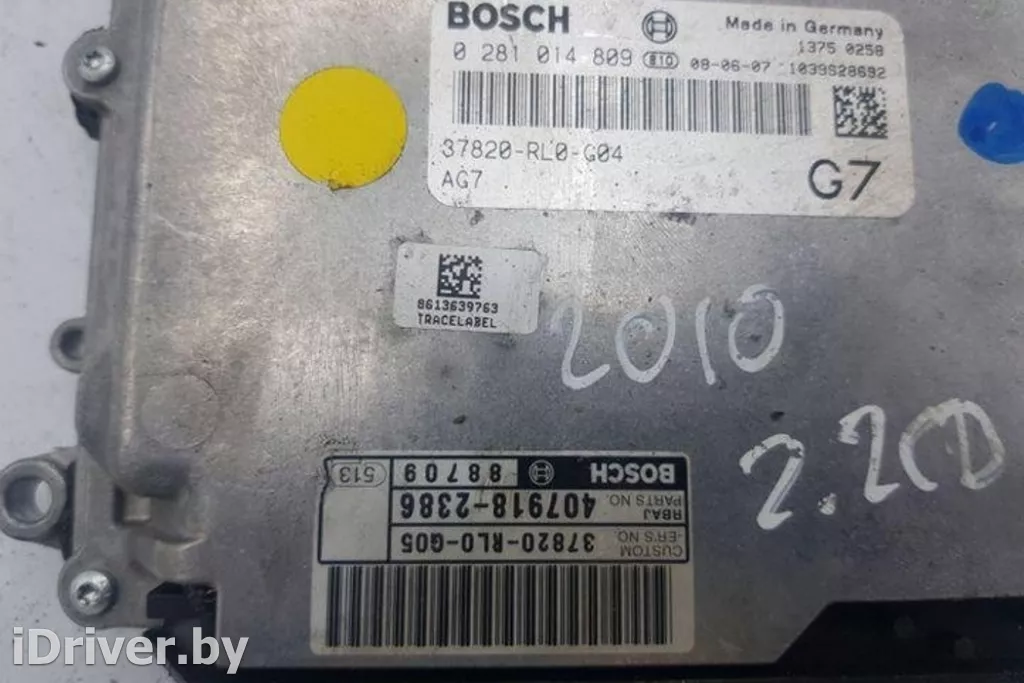 BOSCH
Made in Germany
1375 0258
0 281 014 809 810 08-06-07 1039S28692
37820-RL0-G04
AG7
G7
8613639763
TRACELABEL
2010
2.2CD
BOSCH 88709 513
RBAJ
PARTS NO. 407918-2386
CUSTOM
-ER'S NO. 37820-RL0-G05
iDriver.by